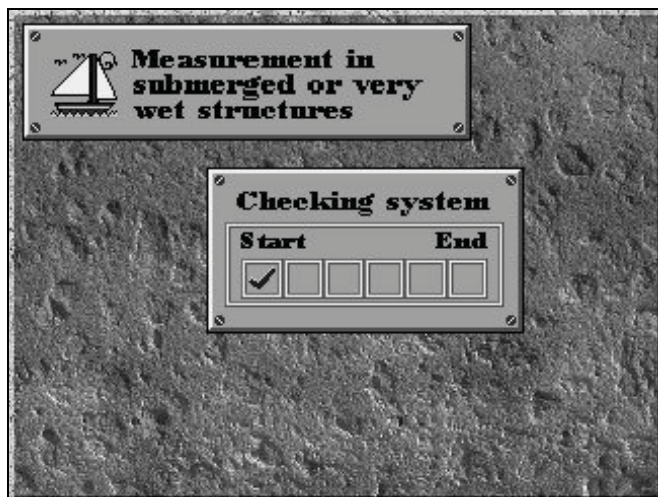 Measurement in
submerged or very
wet structures
Checking system
Start End